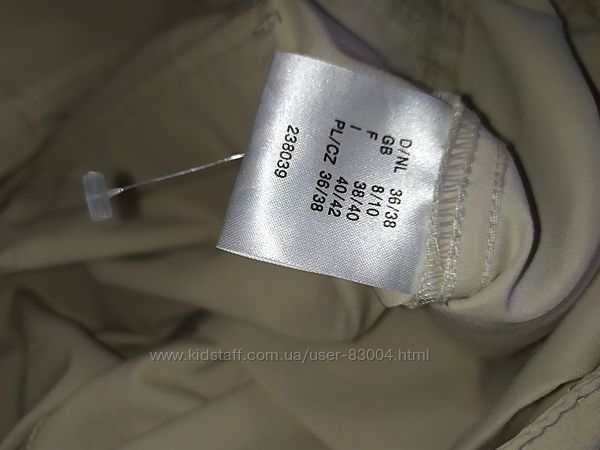 D/NL 36/38
GB 8/10
F 38/40
I 40/42
PL/CZ 36/38
238039
www.kidstaff.com.ua/user-83004.html